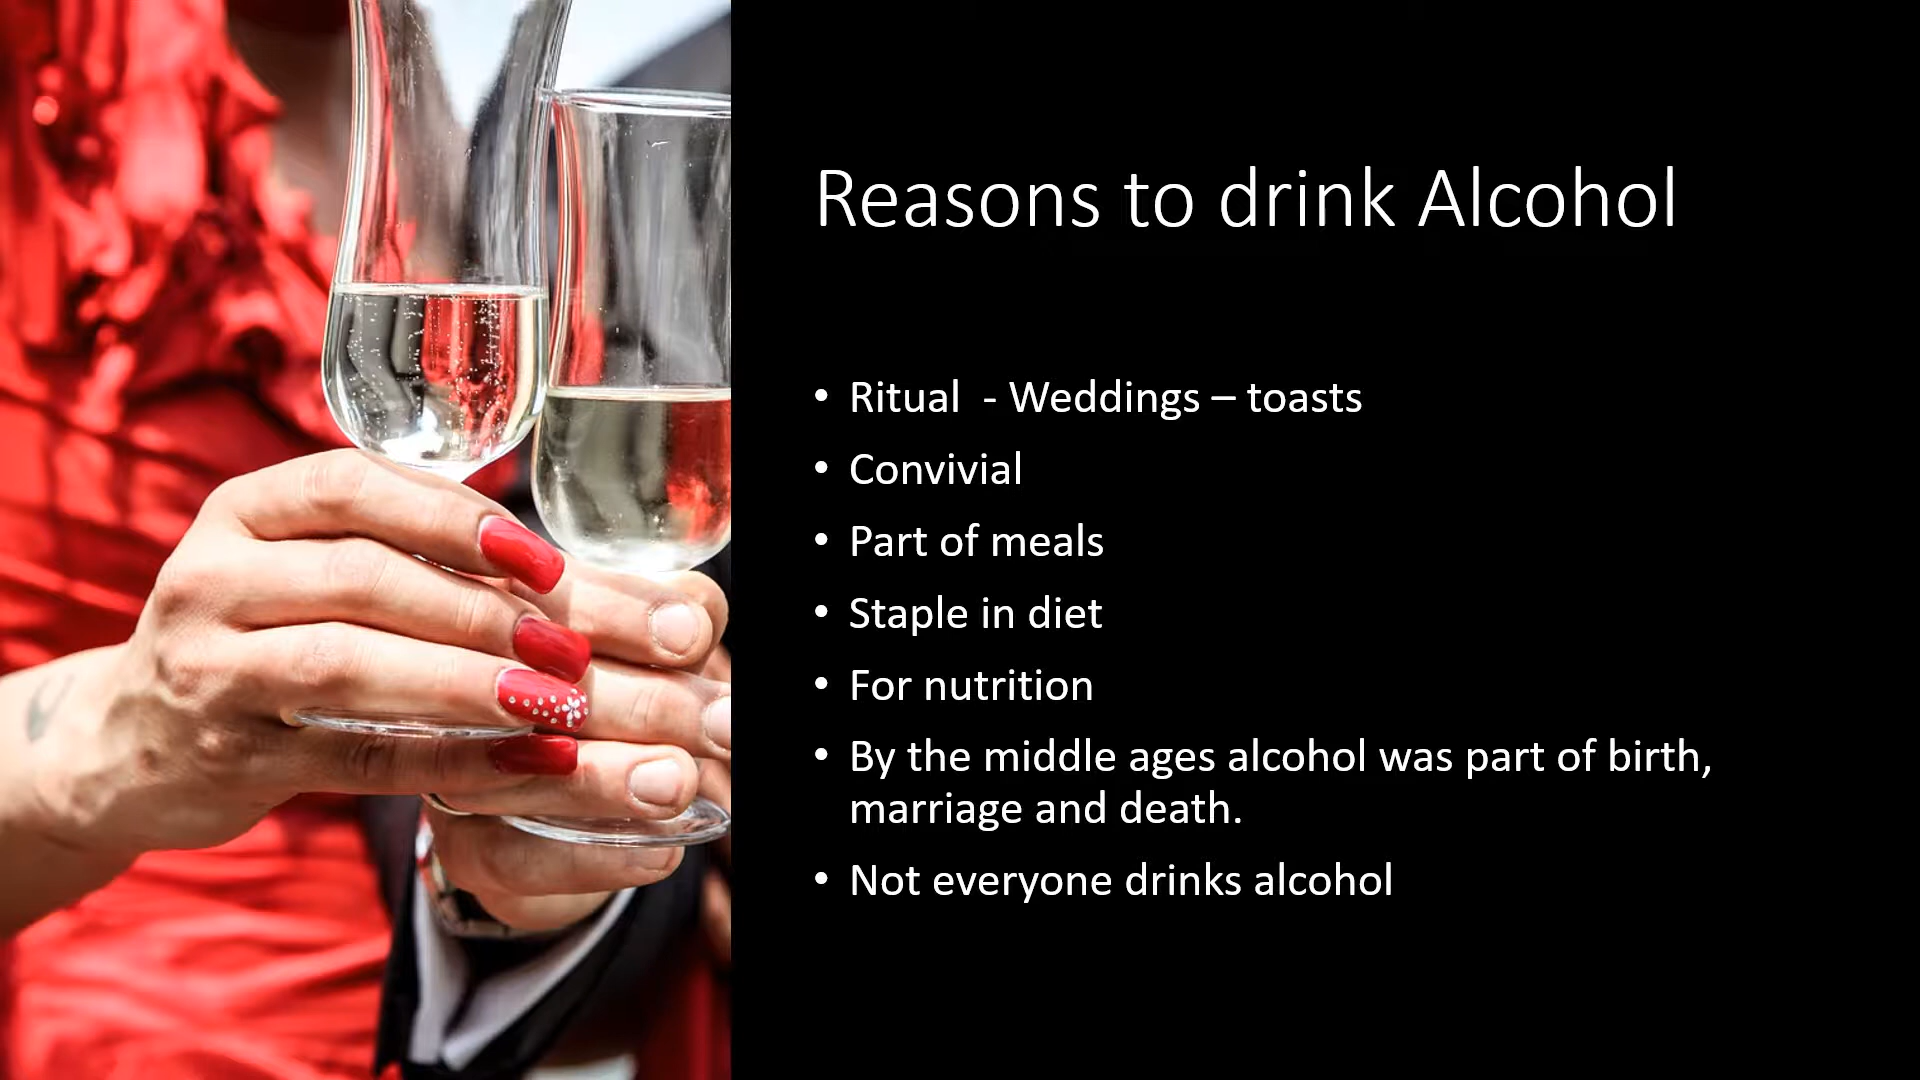 Reasons to drink Alcohol
• Ritual  - Weddings – toasts
• Convivial
• Part of meals
• Staple in diet
• For nutrition
• By the middle ages alcohol was part of birth,
marriage and death.
• Not everyone drinks alcohol